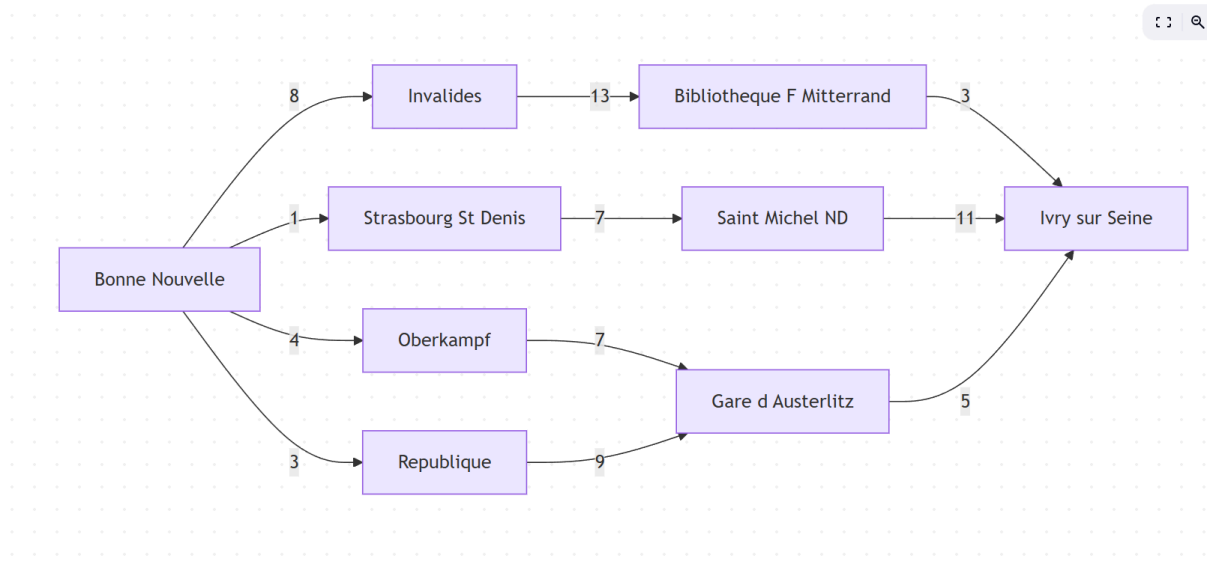 8
Invalides
13
Bibliotheque F Mitterrand
3
1
Strasbourg St Denis
7
Saint Michel ND
11
Ivry sur Seine
Bonne Nouvelle
4
Oberkampf
7
Gare d Austerlitz
5
3
Republique
9